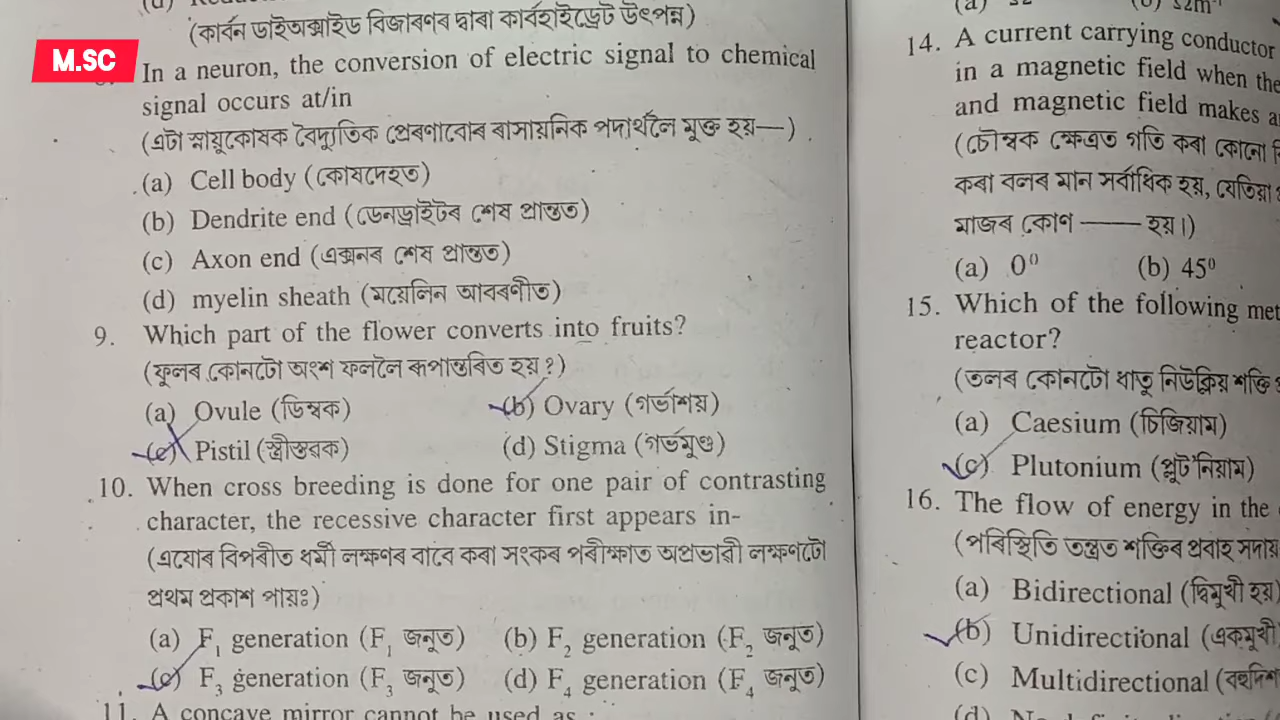 (কাৰ্বন ডাইঅক্সাইড বিজাৰণৰ দ্বাৰা কাৰ্বহাইড্ৰেট উৎপন্ন)
M.SC
In a neuron, the conversion of electric signal to chemical
signal occurs at/in
(এটা স্নায়ুকোষক বৈদ্যুতিক প্ৰেৰণাবোৰ ৰাসায়নিক পদাৰ্থলৈ মুক্ত হয়—)
(a) Cell body (কোষদেহত)
(b) Dendrite end (ডেনড্ৰাইটৰ শেষ প্ৰান্তত)
(c) Axon end (এক্সনৰ শেষ প্ৰান্তত)
(d) myelin sheath (ময়েলিন আবৰণীত)
9. Which part of the flower converts into fruits?
(ফুলৰ কোনটো অংশ ফললৈ ৰূপান্তৰিত হয়?)
(a) Ovule (ডিম্বক) (b) Ovary (গৰ্ভাশয়)
(c) Pistil (স্ত্ৰীস্তৱক) (d) Stigma (গৰ্ভমুণ্ড)
10. When cross breeding is done for one pair of contrasting
character, the recessive character first appears in-
(এযোৰ বিপৰীত ধৰ্মী লক্ষণৰ বাবে কৰা সংকৰ পৰীক্ষাত অপ্ৰভাৱী লক্ষণটো
প্ৰথম প্ৰকাশ পায়ঃ)
(a) F₁ generation (F₁ জনুত) (b) F₂ generation (F₂ জনুত)
(c) F₃ generation (F₃ জনুত) (d) F₄ generation (F₄ জনুত)
11. A concave mirror cannot be used as
14. A current carrying conductor
in a magnetic field when the
and magnetic field makes
(চৌম্বক ক্ষেত্ৰত গতি কৰা কোনো
কৰা বলৰ মান সৰ্বাধিক হয়, যেতিয়া
মাজৰ কোণ —— হয়।)
(a) 0⁰ (b) 45⁰
15. Which of the following
reactor?
(তলৰ কোনটো ধাতু নিউক্লিয় শক্তি
(a) Caesium (চিজিয়াম)
(c) Plutonium (প্লুট'নিয়াম)
16. The flow of energy in the
(পৰিস্থিতি তন্ত্ৰত শক্তিৰ প্ৰবাহ সদায়
(a) Bidirectional (দ্বিমুখী হয়)
(b) Unidirectional (একমুখী
(c) Multidirectional